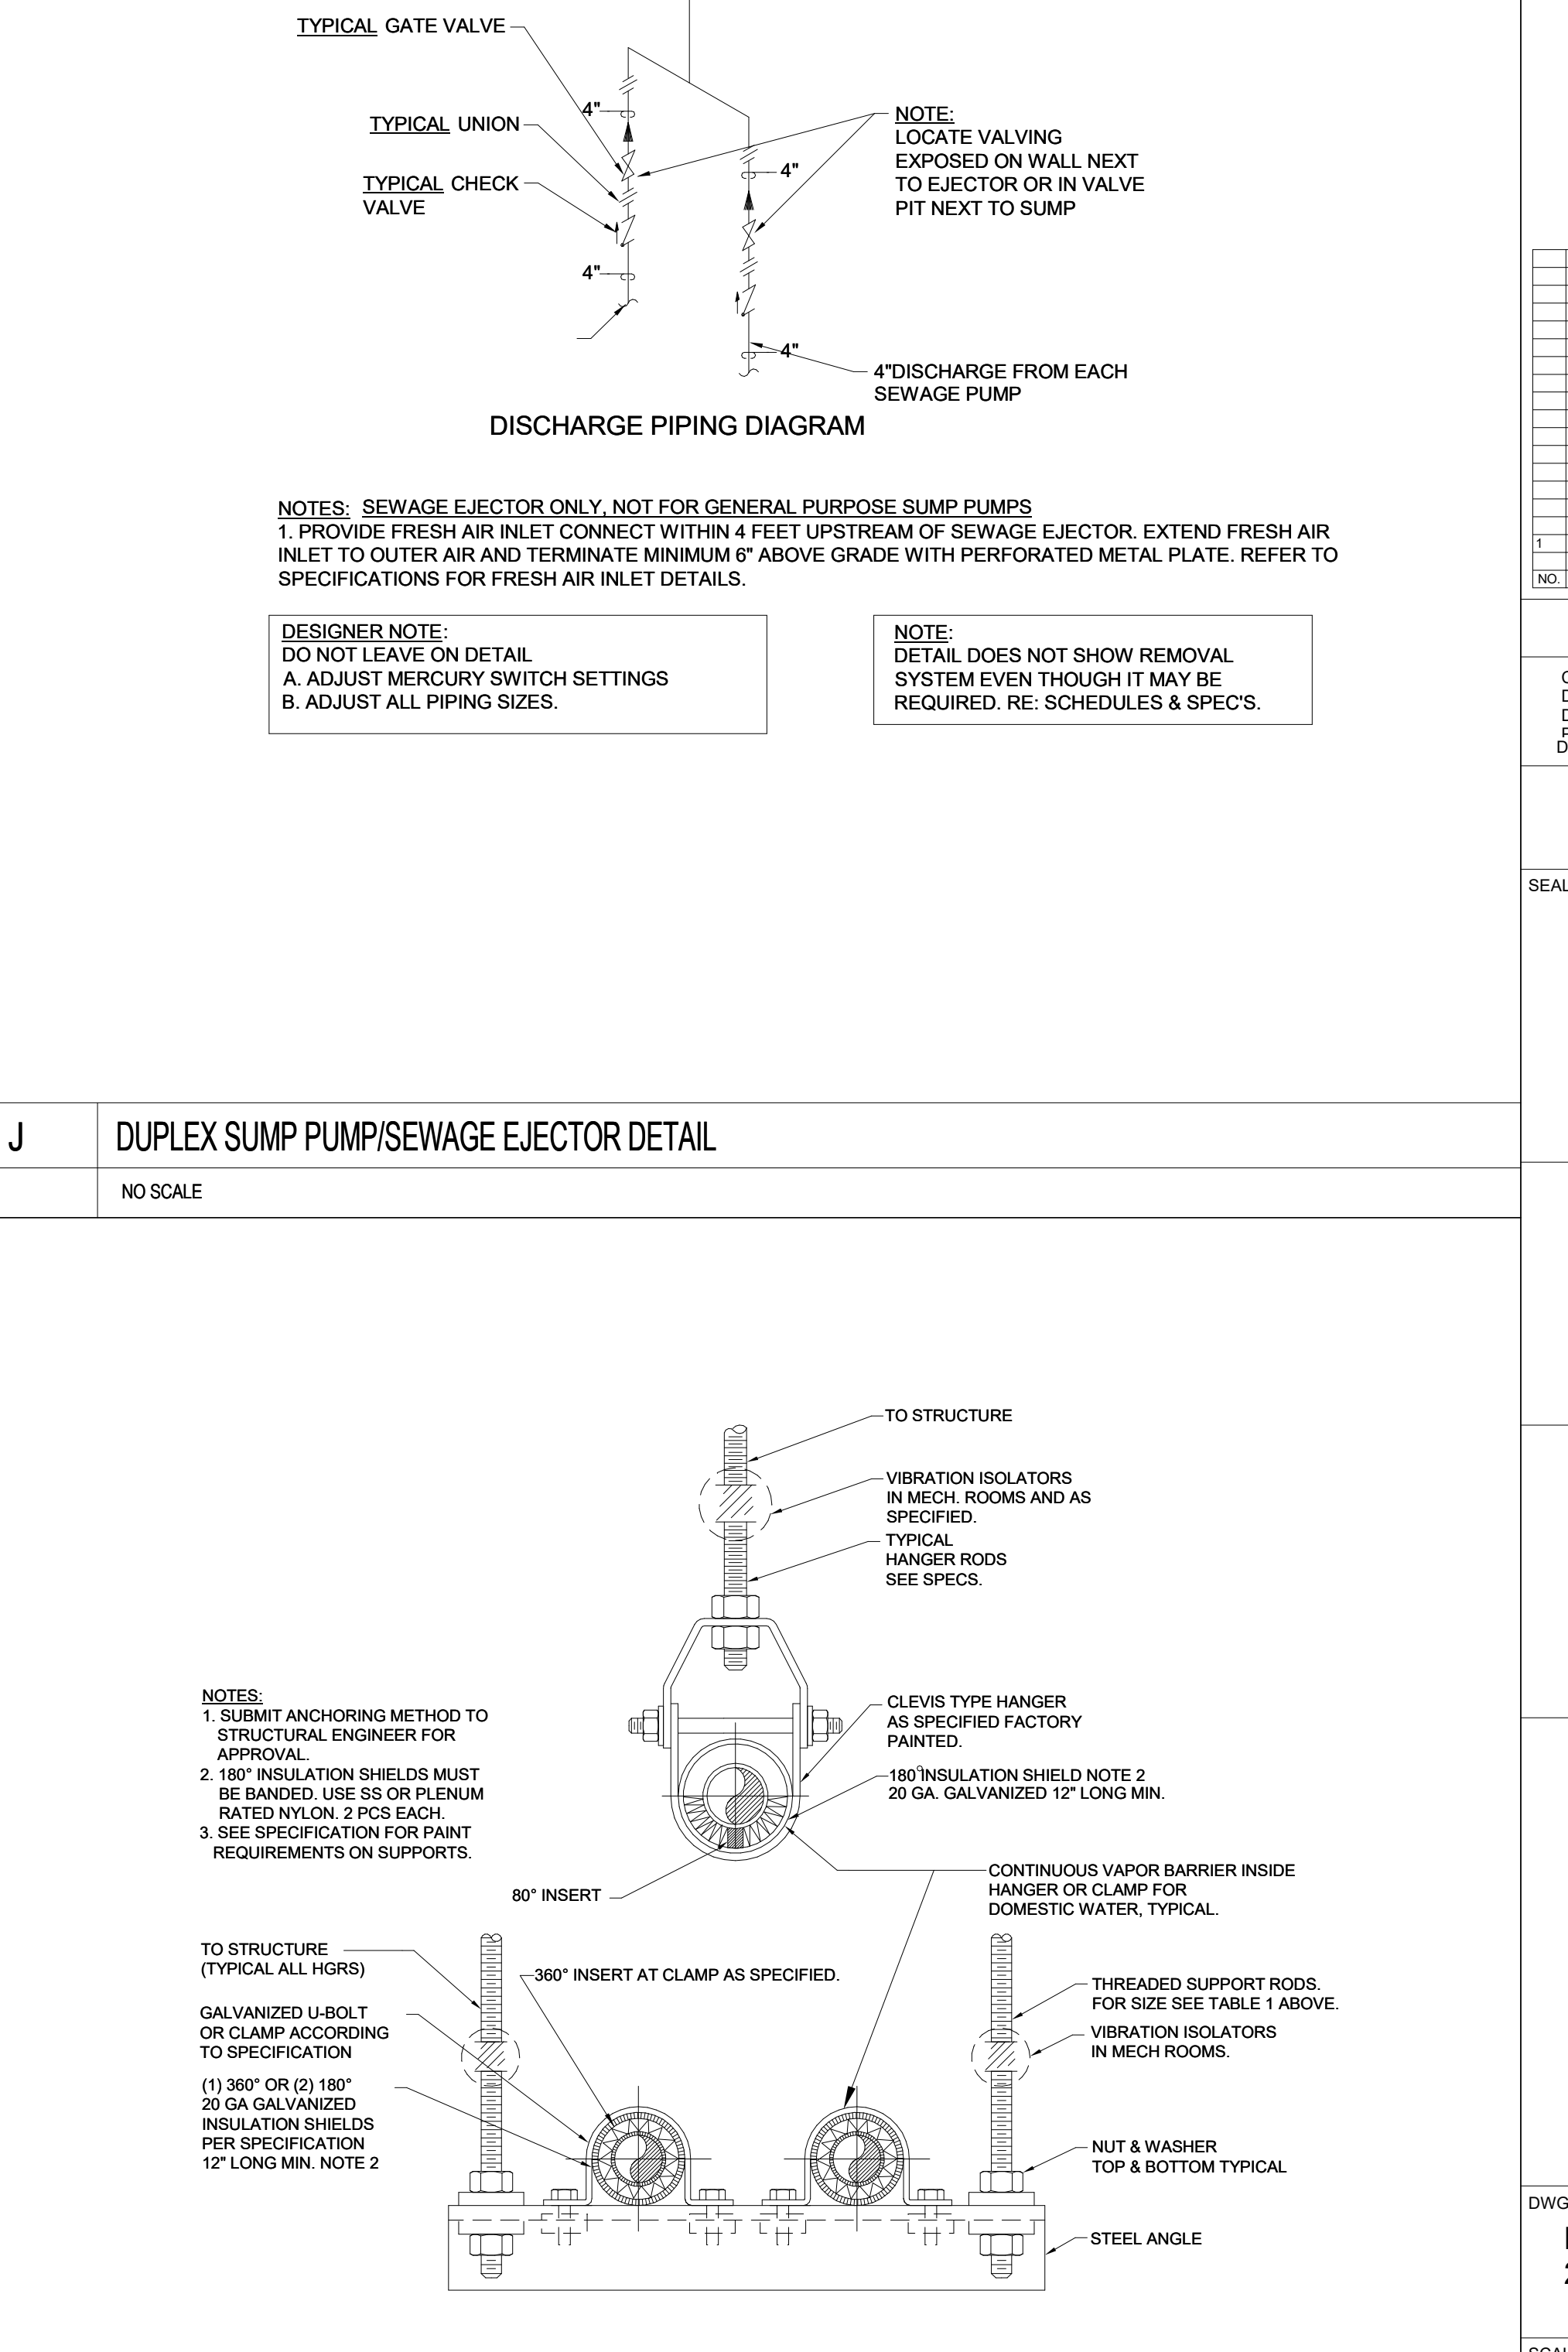 TYPICAL GATE VALVE
4"
TYPICAL UNION
TYPICAL CHECK
VALVE
4"
NOTE:
LOCATE VALVING
EXPOSED ON WALL NEXT
TO EJECTOR OR IN VALVE
PIT NEXT TO SUMP
4"
4"
4"DISCHARGE FROM EACH
SEWAGE PUMP
DISCHARGE PIPING DIAGRAM
NOTES: SEWAGE EJECTOR ONLY, NOT FOR GENERAL PURPOSE SUMP PUMPS
1. PROVIDE FRESH AIR INLET CONNECT WITHIN 4 FEET UPSTREAM OF SEWAGE EJECTOR. EXTEND FRESH AIR
INLET TO OUTER AIR AND TERMINATE MINIMUM 6" ABOVE GRADE WITH PERFORATED METAL PLATE. REFER TO
SPECIFICATIONS FOR FRESH AIR INLET DETAILS.
DESIGNER NOTE:
DO NOT LEAVE ON DETAIL
A. ADJUST MERCURY SWITCH SETTINGS
B. ADJUST ALL PIPING SIZES.
NOTE:
DETAIL DOES NOT SHOW REMOVAL
SYSTEM EVEN THOUGH IT MAY BE
REQUIRED. RE: SCHEDULES & SPEC'S.
J
DUPLEX SUMP PUMP/SEWAGE EJECTOR DETAIL
NO SCALE
TO STRUCTURE
VIBRATION ISOLATORS
IN MECH. ROOMS AND AS
SPECIFIED.
TYPICAL
HANGER RODS
SEE SPECS.
NOTES:
1. SUBMIT ANCHORING METHOD TO
STRUCTURAL ENGINEER FOR
APPROVAL.
2. 180° INSULATION SHIELDS MUST
BE BANDED. USE SS OR PLENUM
RATED NYLON. 2 PCS EACH.
3. SEE SPECIFICATION FOR PAINT
REQUIREMENTS ON SUPPORTS.
CLEVIS TYPE HANGER
AS SPECIFIED FACTORY
PAINTED.
180° INSULATION SHIELD NOTE 2
20 GA. GALVANIZED 12" LONG MIN.
80° INSERT
CONTINUOUS VAPOR BARRIER INSIDE
HANGER OR CLAMP FOR
DOMESTIC WATER, TYPICAL.
TO STRUCTURE
(TYPICAL ALL HGRS)
360° INSERT AT CLAMP AS SPECIFIED.
GALVANIZED U-BOLT
OR CLAMP ACCORDING
TO SPECIFICATION
(1) 360° OR (2) 180°
20 GA GALVANIZED
INSULATION SHIELDS
PER SPECIFICATION
12" LONG MIN. NOTE 2
THREADED SUPPORT RODS.
FOR SIZE SEE TABLE 1 ABOVE.
VIBRATION ISOLATORS
IN MECH ROOMS.
NUT & WASHER
TOP & BOTTOM TYPICAL
STEEL ANGLE
1
NO.
SEAL
DWG